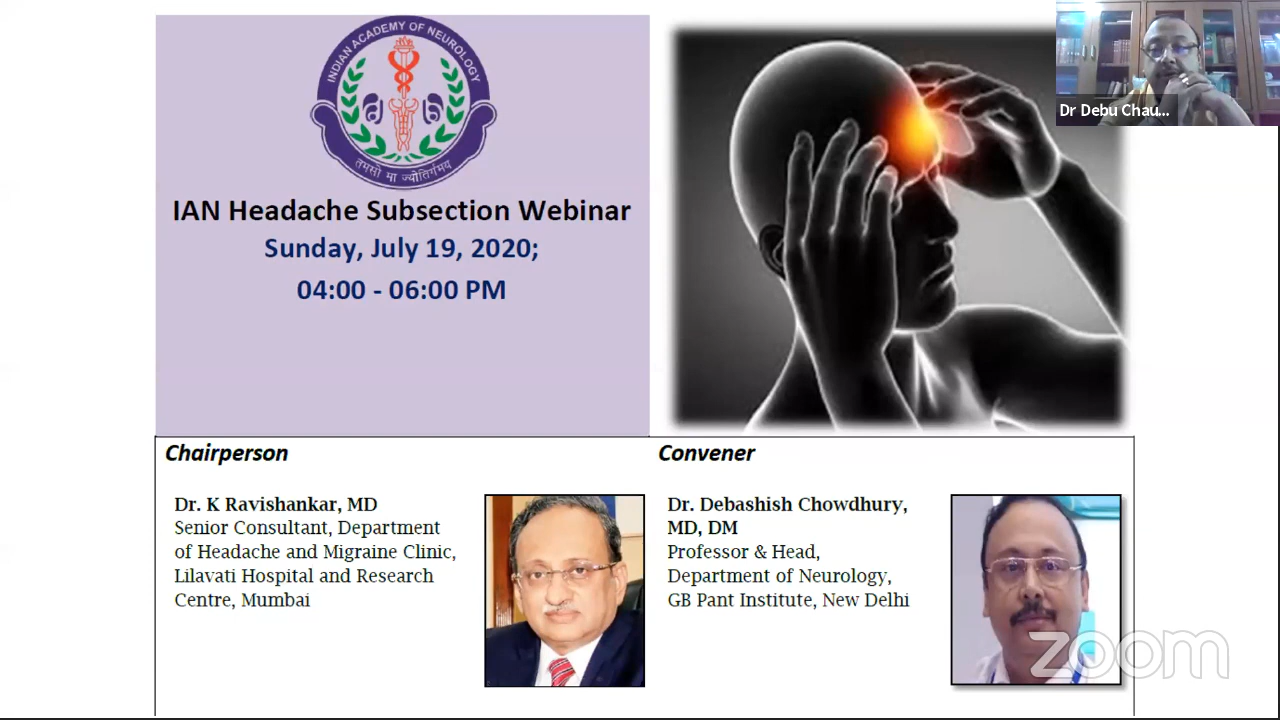 INDIAN ACADEMY OF NEUROLOGY
तमसो मा ज्योतिर्गमय
IAN Headache Subsection Webinar
Sunday, July 19, 2020;
04:00 - 06:00 PM
Dr Debu Chau...
Chairperson
Dr. K Ravishankar, MD
Senior Consultant, Department
of Headache and Migraine Clinic,
Lilavati Hospital and Research
Centre, Mumbai
Convener
Dr. Debashish Chowdhury,
MD, DM
Professor & Head,
Department of Neurology,
GB Pant Institute, New Delhi
zoom